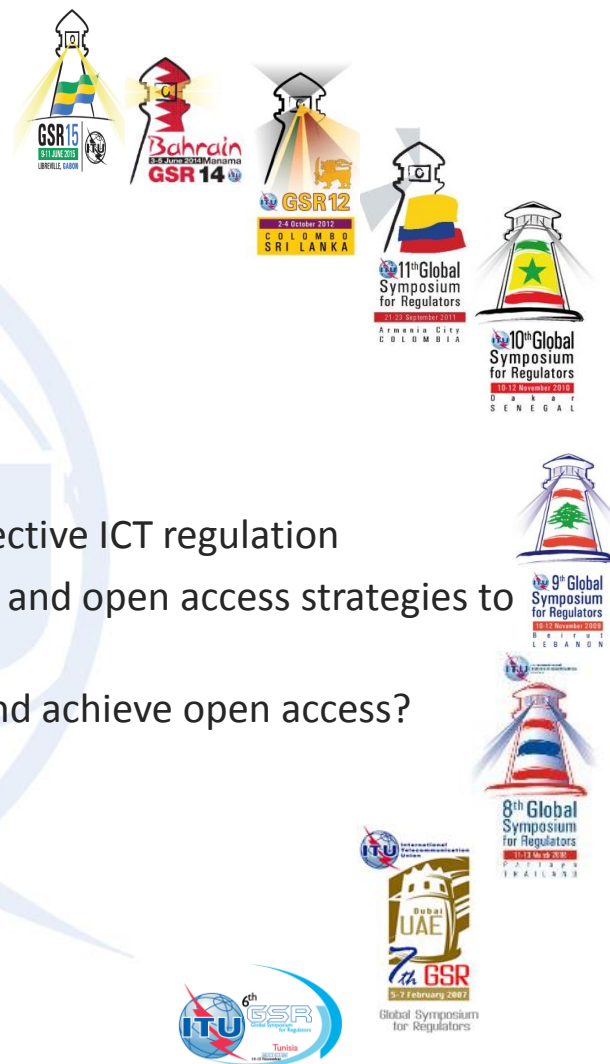 GSR15
9-11 JUNE 2015
LIBREVILLE, GABON
Bahrain
3-5 June 2014 Manama
GSR 14
GSR12
2-4 October 2012
COLOMBO
SRI LANKA
11th Global
Symposium
for Regulators
21-23 September 2011
Armenia City
COLOMBIA
10th Global
Symposium
for Regulators
10-12 November 2010
Dakar
SENEGAL
ective ICT regulation
and open access strategies to
nd achieve open access?
9th Global
Symposium
for Regulators
10-12 November 2009
Beirut
LEBANON
8th Global
Symposium
for Regulators
11-13 March 2008
Pattaya
THAILAND
ITU
International
Telecommunication
Union
Dubai
UAE
7th GSR
5-7 February 2007
Global Symposium
for Regulators
6th
GSR
Global Symposium
for Regulators
ITU
Tunisia